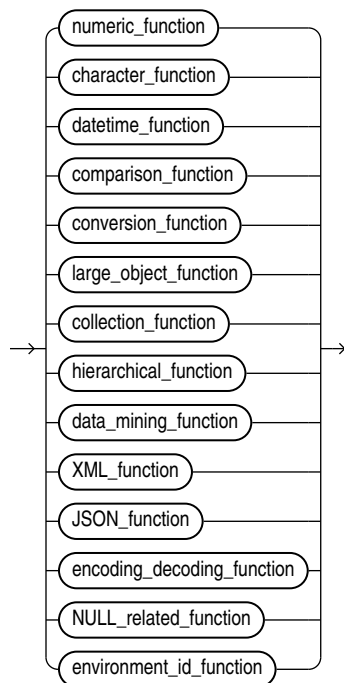 numeric_function
character_function
datetime_function
comparison_function
conversion_function
large_object_function
collection_function
hierarchical_function
data_mining_function
XML_function
JSON_function
encoding_decoding_function
NULL_related_function
environment_id_function